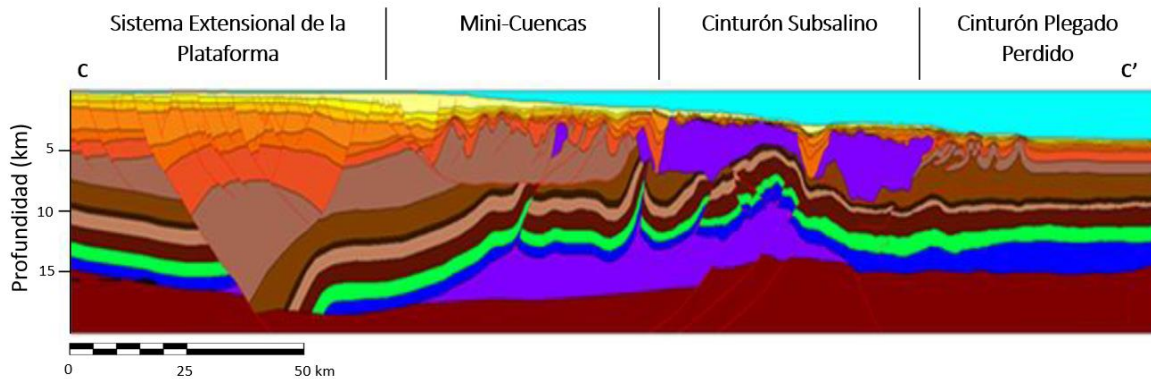 Sistema Extensional de la
Plataforma
Mini-Cuencas
Cinturón Subsalino
Cinturón Plegado
Perdido
C
C'
Profundidad (km)
5
10
15
0
25
50 km